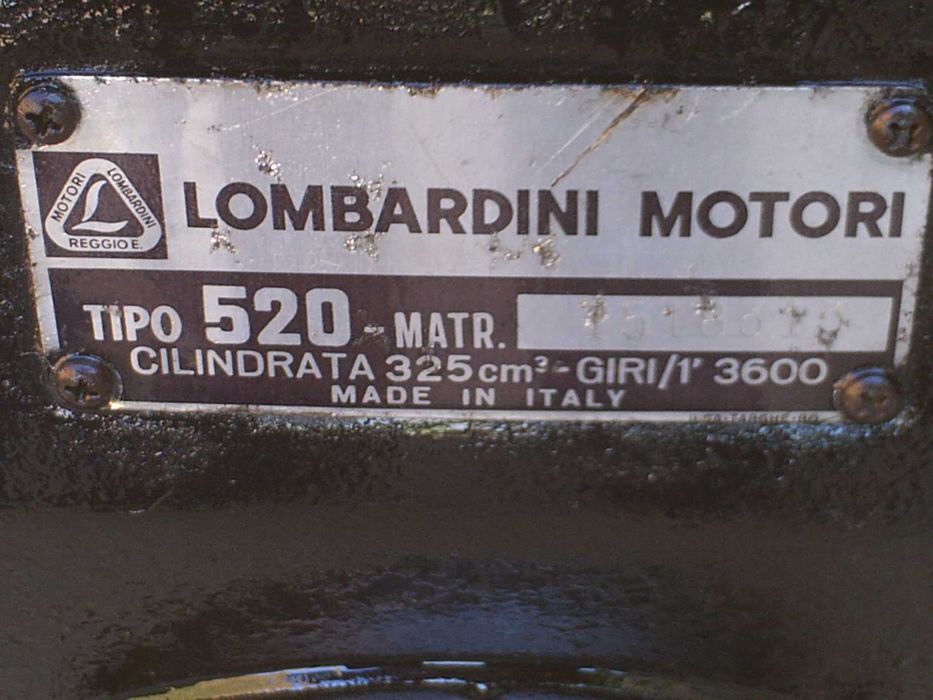 MOTORI LOMBARDINI
REGGIO E.
LOMBARDINI MOTORI
TIPO 520 - MATR.
CILINDRATA 325 cm³ - GIRI/1' 3600
MADE IN ITALY